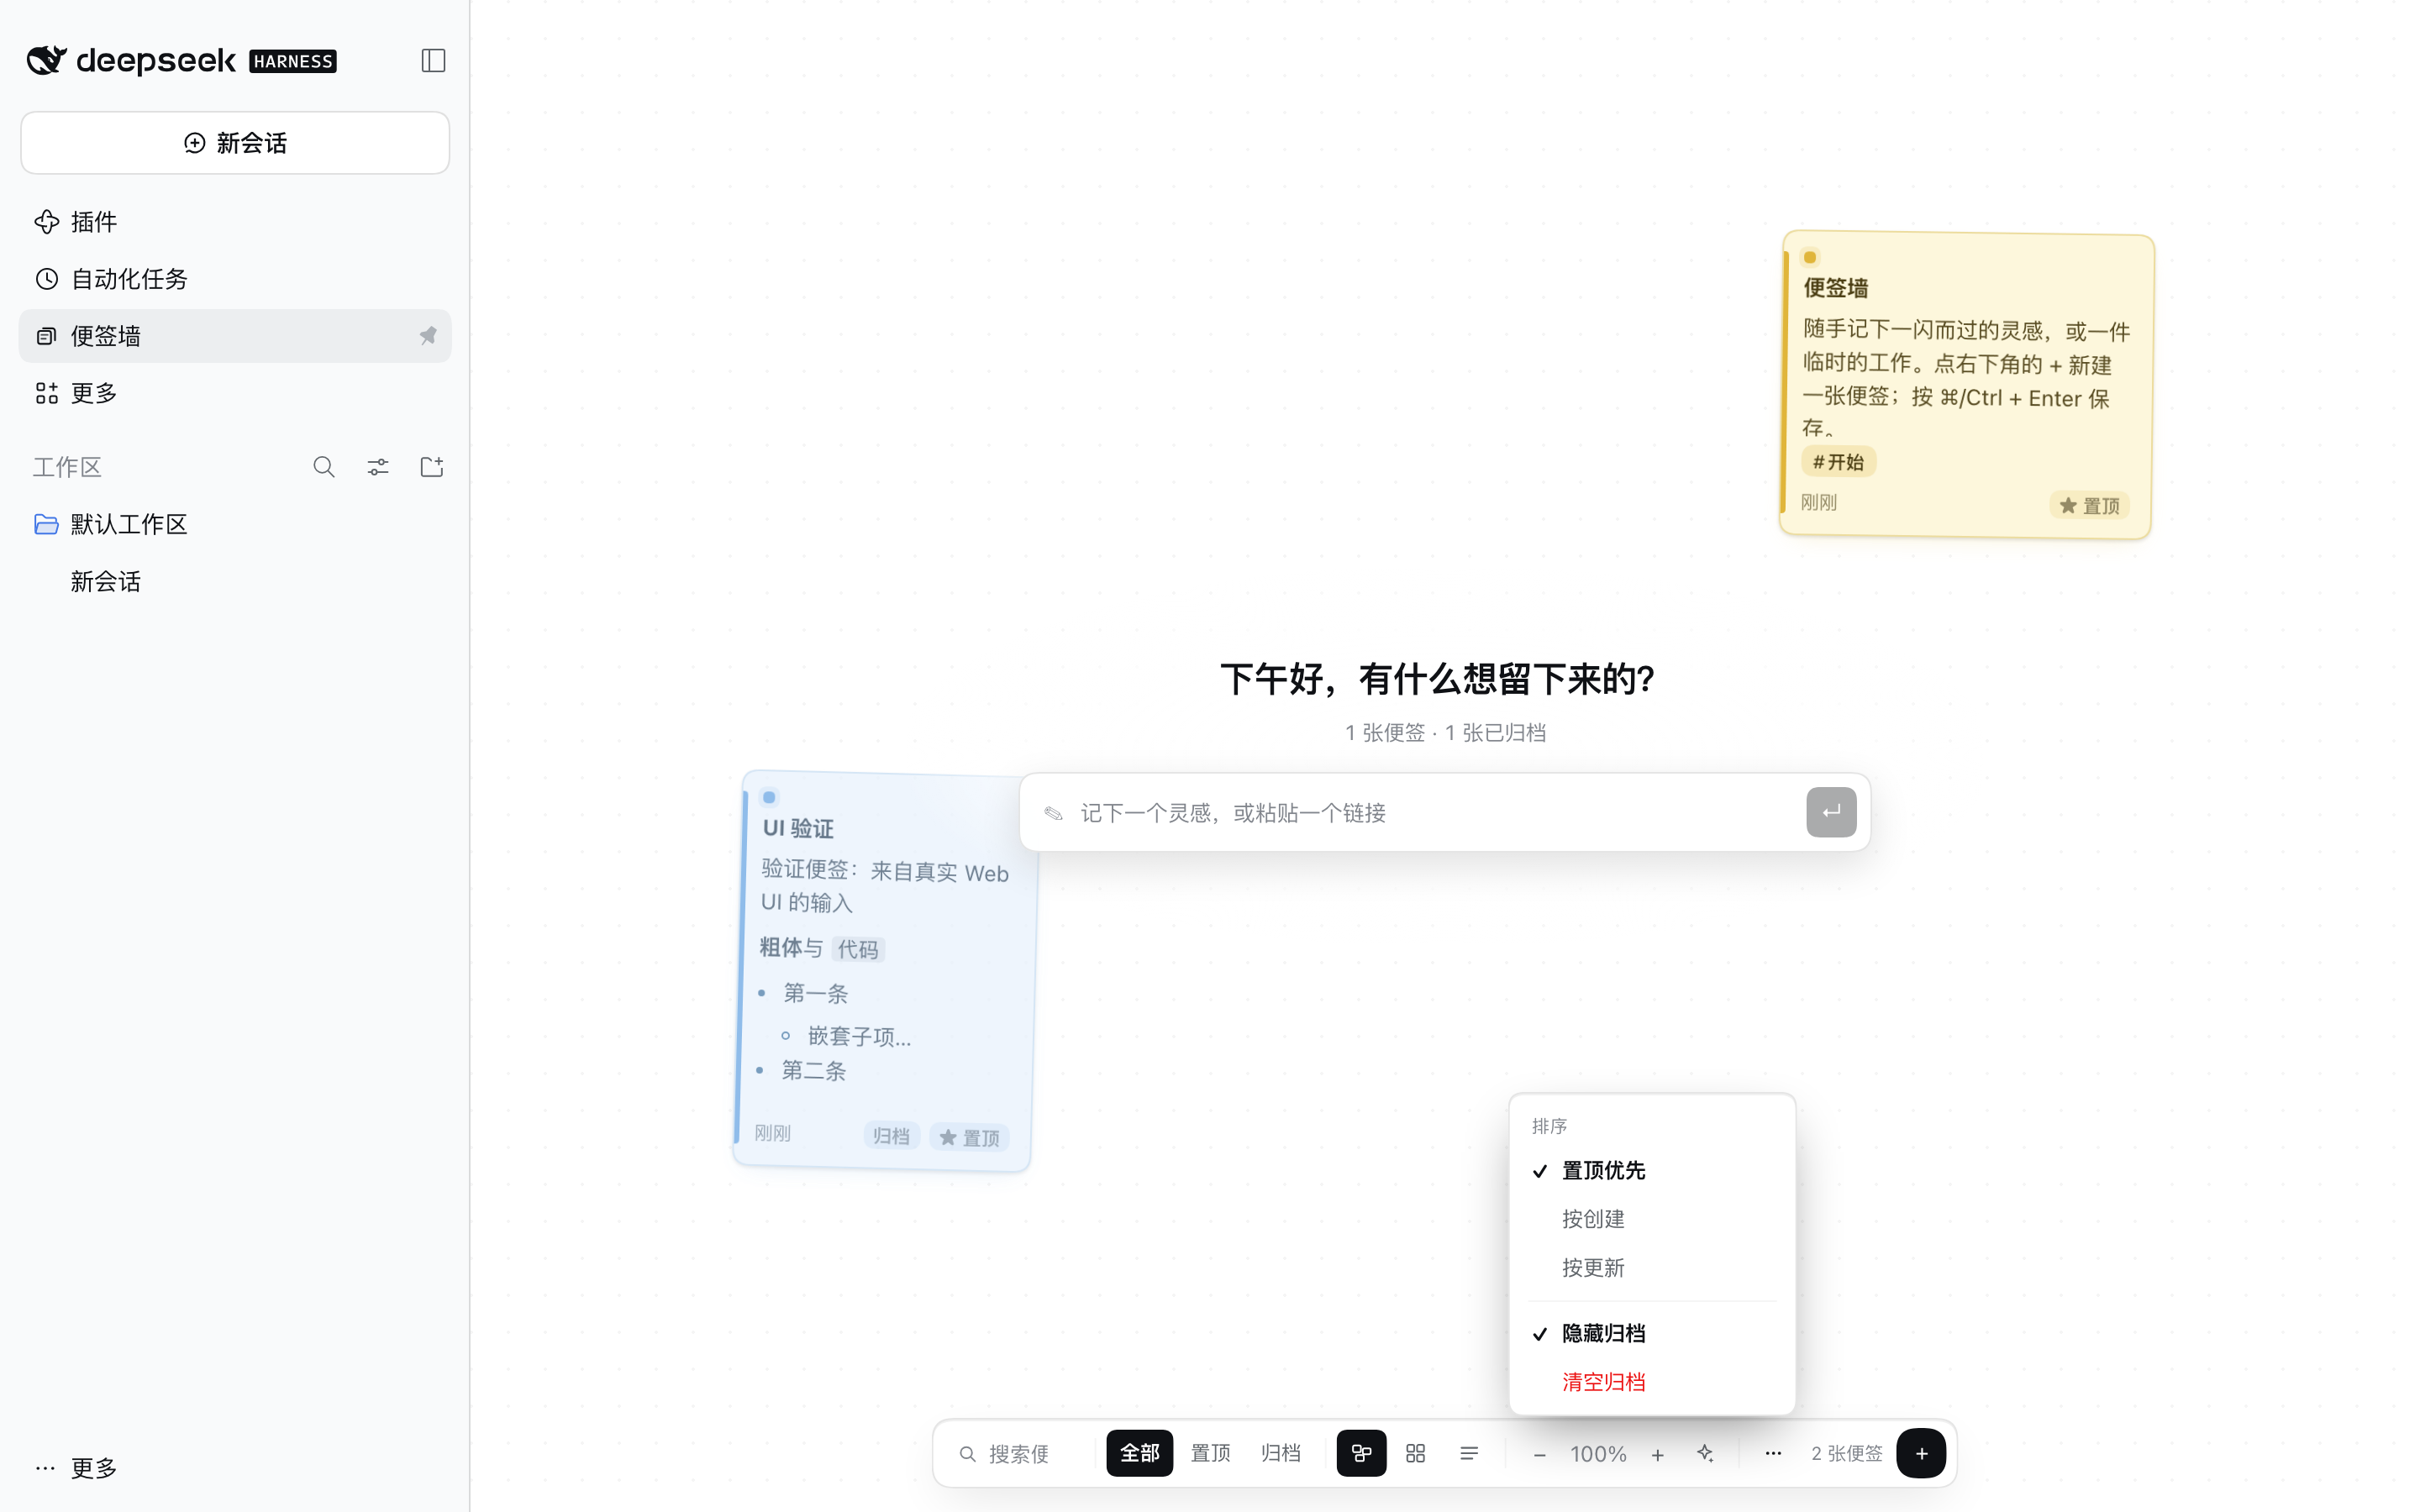 deepseek HARNESS
新会话
插件
自动化任务
便签墙
更多
工作区
默认工作区
新会话
更多
便签墙
随手记下一闪而过的灵感，或一件
临时的工作。点右下角的 + 新建
一张便签；按 ⌘/Ctrl + Enter 保
存。
#开始
刚刚
置顶
下午好，有什么想留下来的?
1 张便签 · 1 张已归档
记下一个灵感，或粘贴一个链接
UI 验证
验证便签：来自真实 Web
UI 的输入
粗体与 代码
第一条
嵌套子项...
第二条
刚刚
归档
置顶
排序
置顶优先
按创建
按更新
隐藏归档
清空归档
搜索便
全部
置顶
归档
− 100% +
2 张便签
+